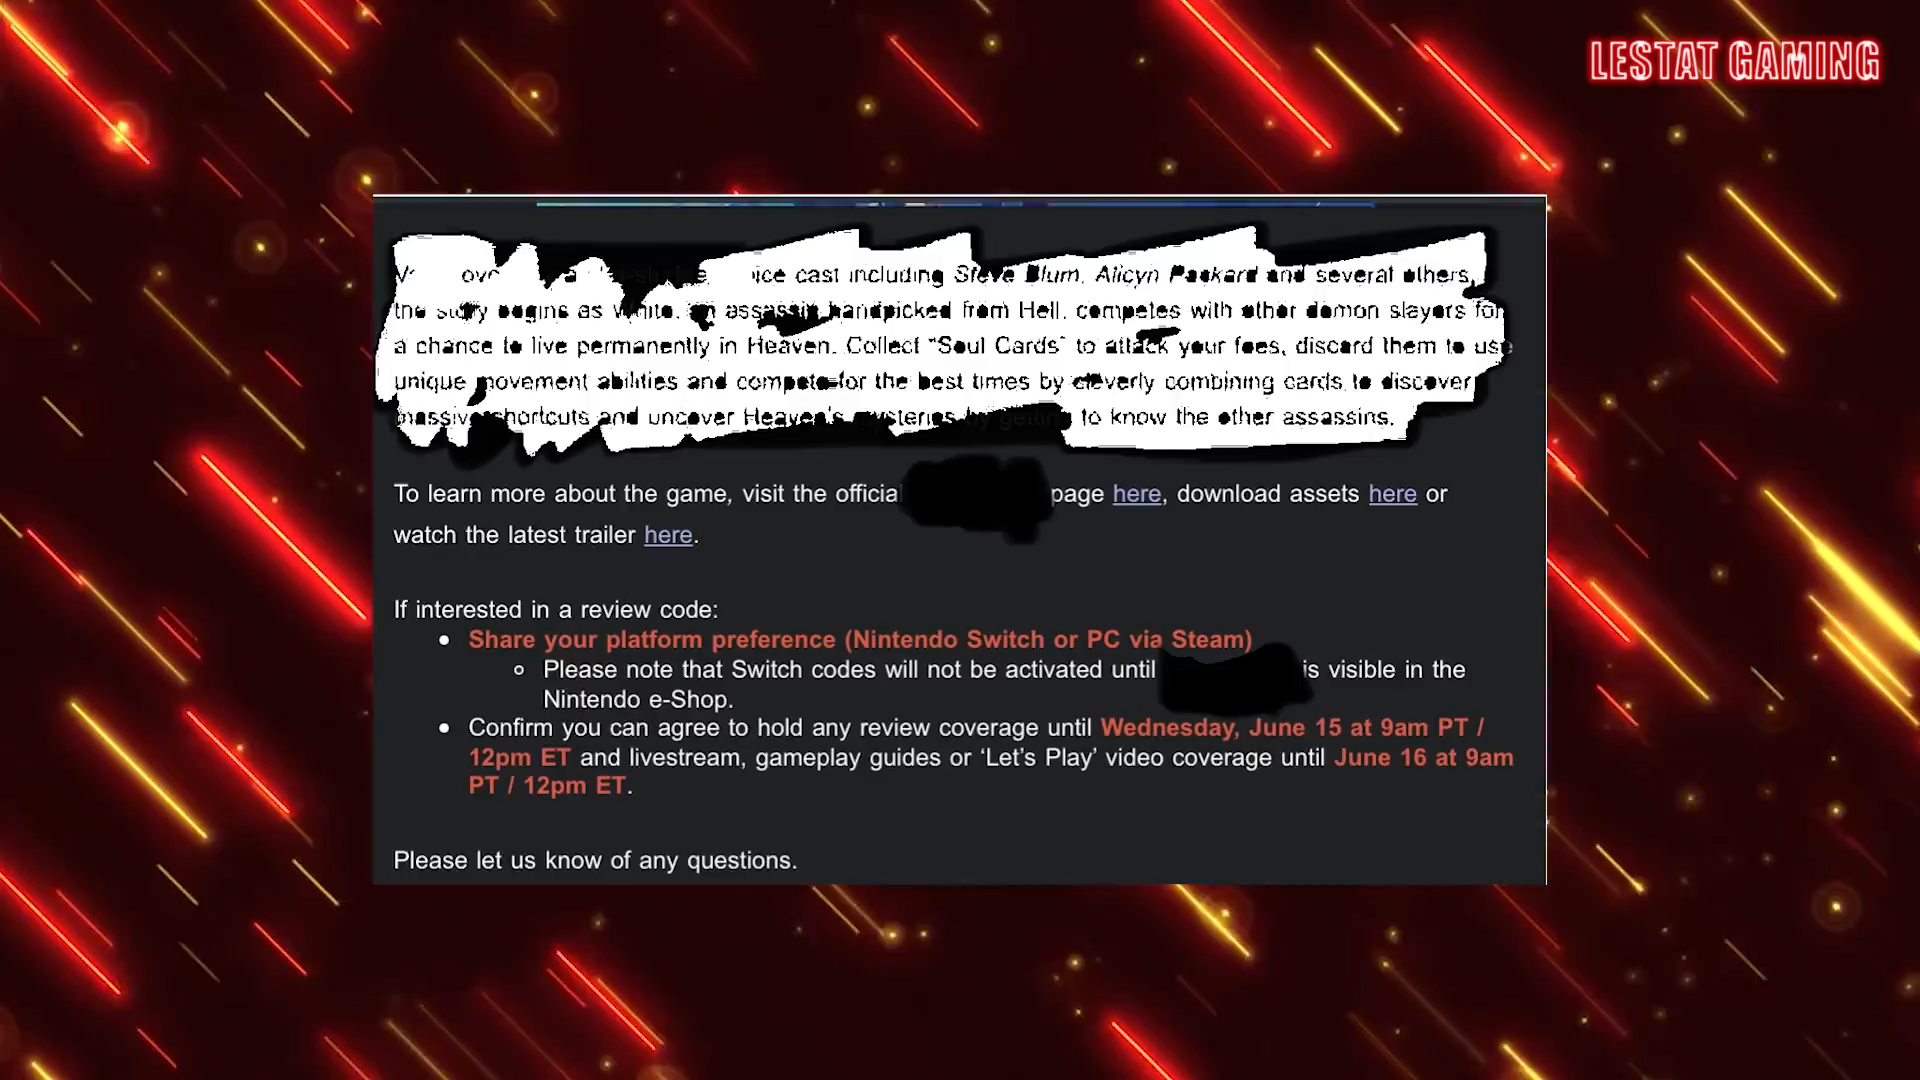 LESTAT GAMING
cast including Steve Blum, Alicyn Packard and several others,
the story begins as White, an assassin handpicked from Hell, competes with other demon slayers for
a chance to live permanently in Heaven. Collect "Soul Cards" to attack your foes, discard them to use
unique movement abilities and compete for the best times by cleverly combining cards to discover
massive shortcuts and uncover Heaven's mysteries by getting to know the other assassins.
To learn more about the game, visit the official page here, download assets here or
watch the latest trailer here.
If interested in a review code:
• Share your platform preference (Nintendo Switch or PC via Steam)
○ Please note that Switch codes will not be activated until is visible in the
Nintendo e-Shop.
• Confirm you can agree to hold any review coverage until Wednesday, June 15 at 9am PT /
12pm ET and livestream, gameplay guides or ‘Let’s Play’ video coverage until June 16 at 9am
PT / 12pm ET.
Please let us know of any questions.